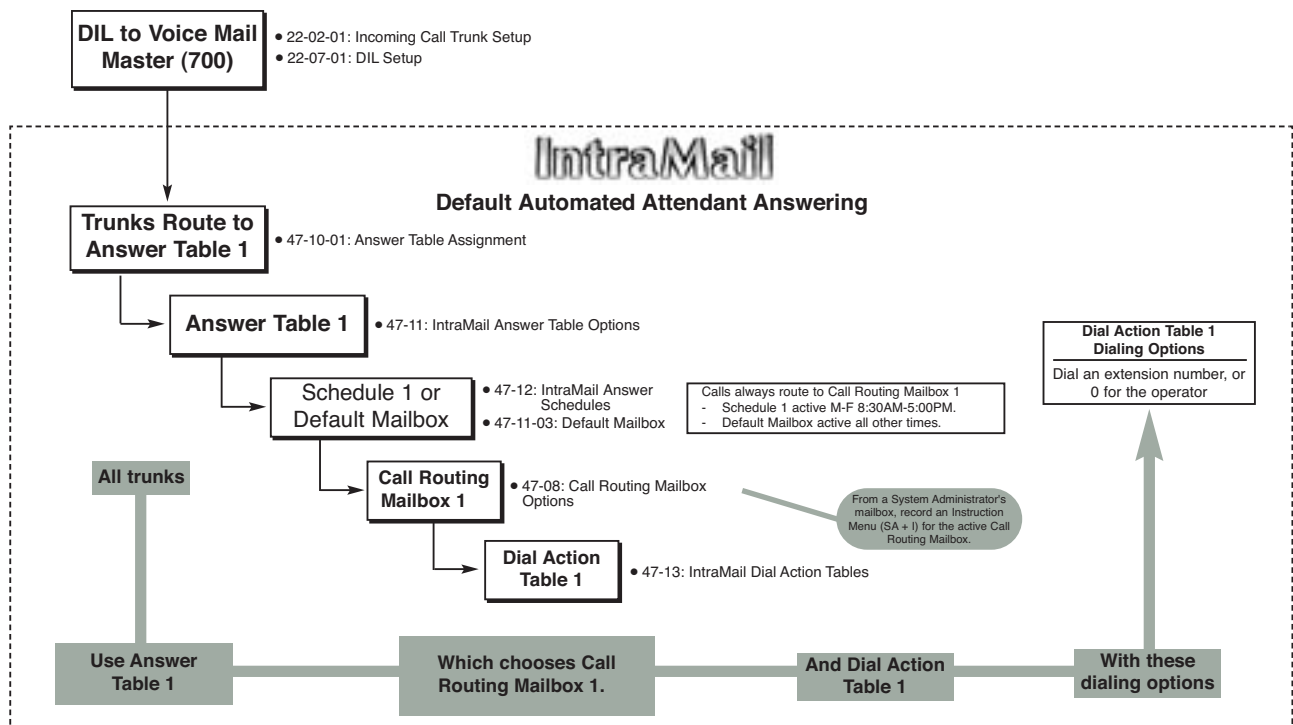 DIL to Voice Mail
Master (700)
• 22-02-01: Incoming Call Trunk Setup
• 22-07-01: DIL Setup
IntraMail
Default Automated Attendant Answering
Trunks Route to
Answer Table 1
• 47-10-01: Answer Table Assignment
Answer Table 1
• 47-11: IntraMail Answer Table Options
Dial Action Table 1
Dialing Options
Dial an extension number, or
0 for the operator
Schedule 1 or
Default Mailbox
• 47-12: IntraMail Answer
Schedules
• 47-11-03: Default Mailbox
Calls always route to Call Routing Mailbox 1
- Schedule 1 active M-F 8:30AM-5:00PM.
- Default Mailbox active all other times.
All trunks
Call Routing
Mailbox 1
• 47-08: Call Routing Mailbox
Options
From a System Administrator's
mailbox, record an Instruction
Menu (SA + I) for the active Call
Routing Mailbox.
Dial Action
Table 1
• 47-13: IntraMail Dial Action Tables
Use Answer
Table 1
Which chooses Call
Routing Mailbox 1.
And Dial Action
Table 1
With these
dialing options